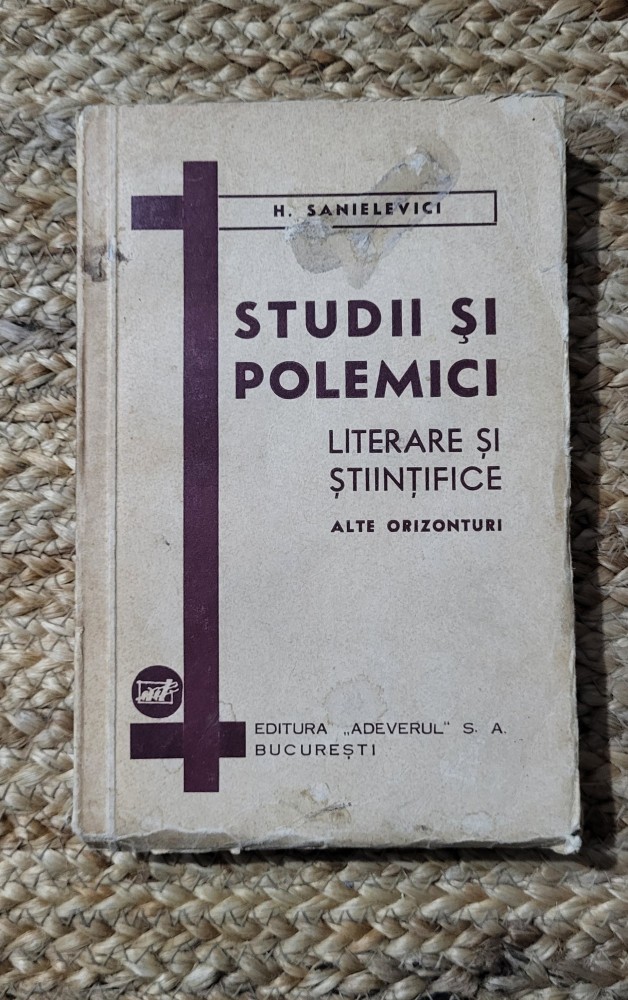 H. SANIELEVICI
STUDII ŞI
POLEMICI
LITERARE ŞI
ŞTIINŢIFICE
ALTE ORIZONTURI
EDITURA „ADEVERUL" S. A.
BUCUREŞTI